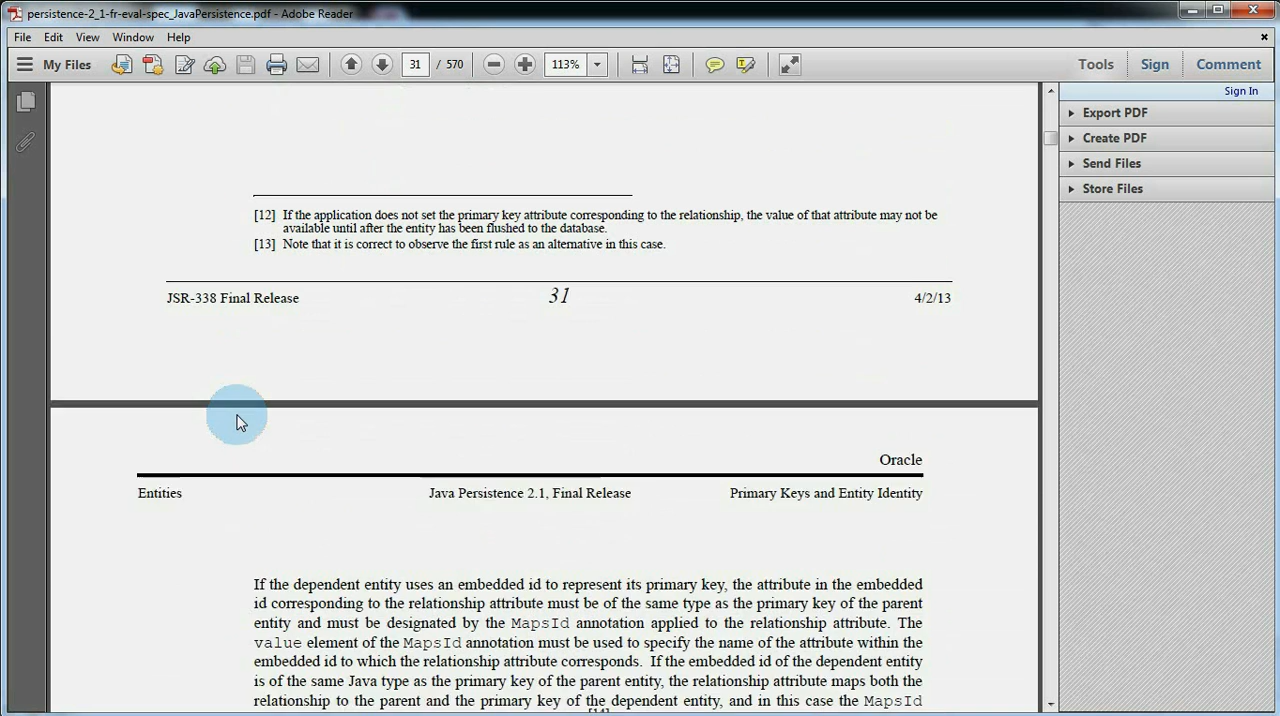 persistence-2_1-fr-eval-spec_JavaPersistence.pdf - Adobe Reader
File Edit View Window Help
My Files 31 / 570 113% Tools Sign Comment
Sign In
Export PDF
Create PDF
Send Files
Store Files
[12] If the application does not set the primary key attribute corresponding to the relationship, the value of that attribute may not be
available until after the entity has been flushed to the database.
[13] Note that it is correct to observe the first rule as an alternative in this case.
JSR-338 Final Release 31 4/2/13
Oracle
Entities Java Persistence 2.1, Final Release Primary Keys and Entity Identity
If the dependent entity uses an embedded id to represent its primary key, the attribute in the embedded
id corresponding to the relationship attribute must be of the same type as the primary key of the parent
entity and must be designated by the MapsId annotation applied to the relationship attribute. The
value element of the MapsId annotation must be used to specify the name of the attribute within the
embedded id to which the relationship attribute corresponds. If the embedded id of the dependent entity
is of the same Java type as the primary key of the parent entity, the relationship attribute maps both the
relationship to the parent and the primary key of the dependent entity, and in this case the MapsId